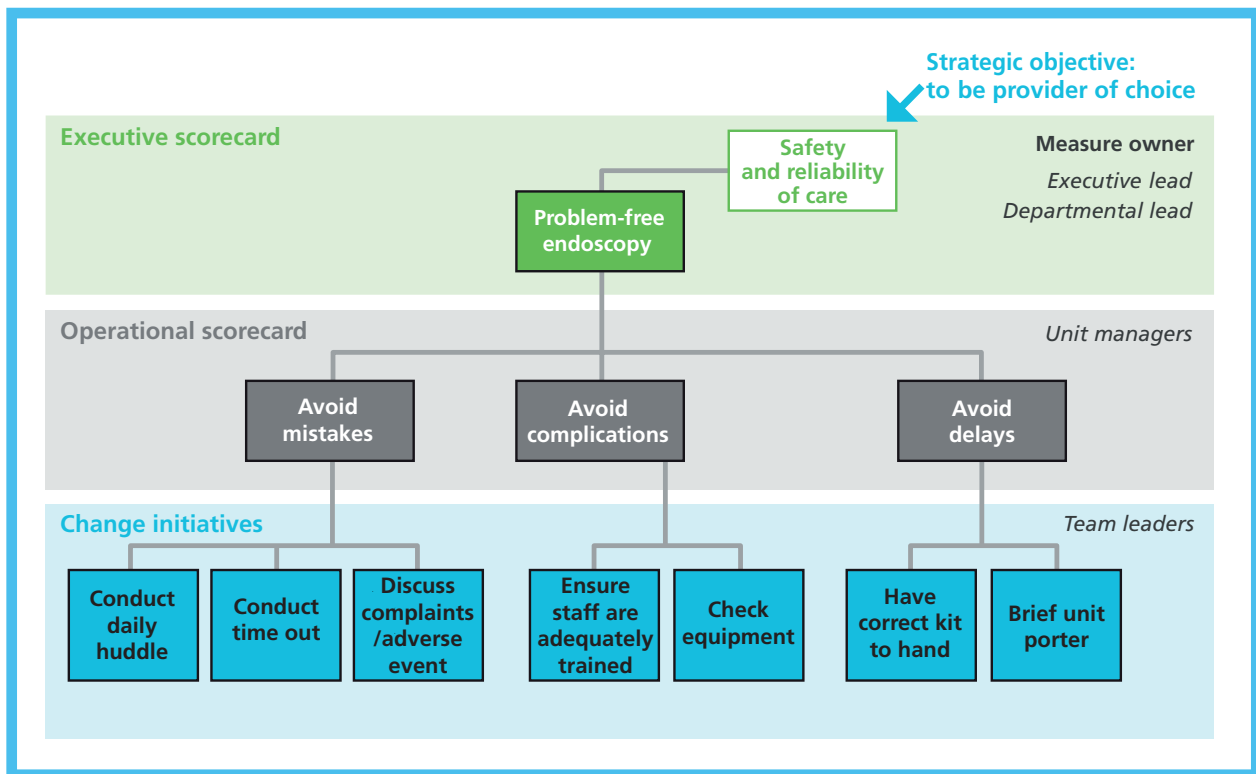 Strategic objective:
to be provider of choice
Executive scorecard
Safety
and reliability
of care
Measure owner
Executive lead
Departmental lead
Problem-free
endoscopy
Operational scorecard
Unit managers
Avoid
mistakes
Avoid
complications
Avoid
delays
Change initiatives
Team leaders
Conduct
daily
huddle
Conduct
time out
Discuss
complaints
/adverse
event
Ensure
staff are
adequately
trained
Check
equipment
Have
correct kit
to hand
Brief unit
porter